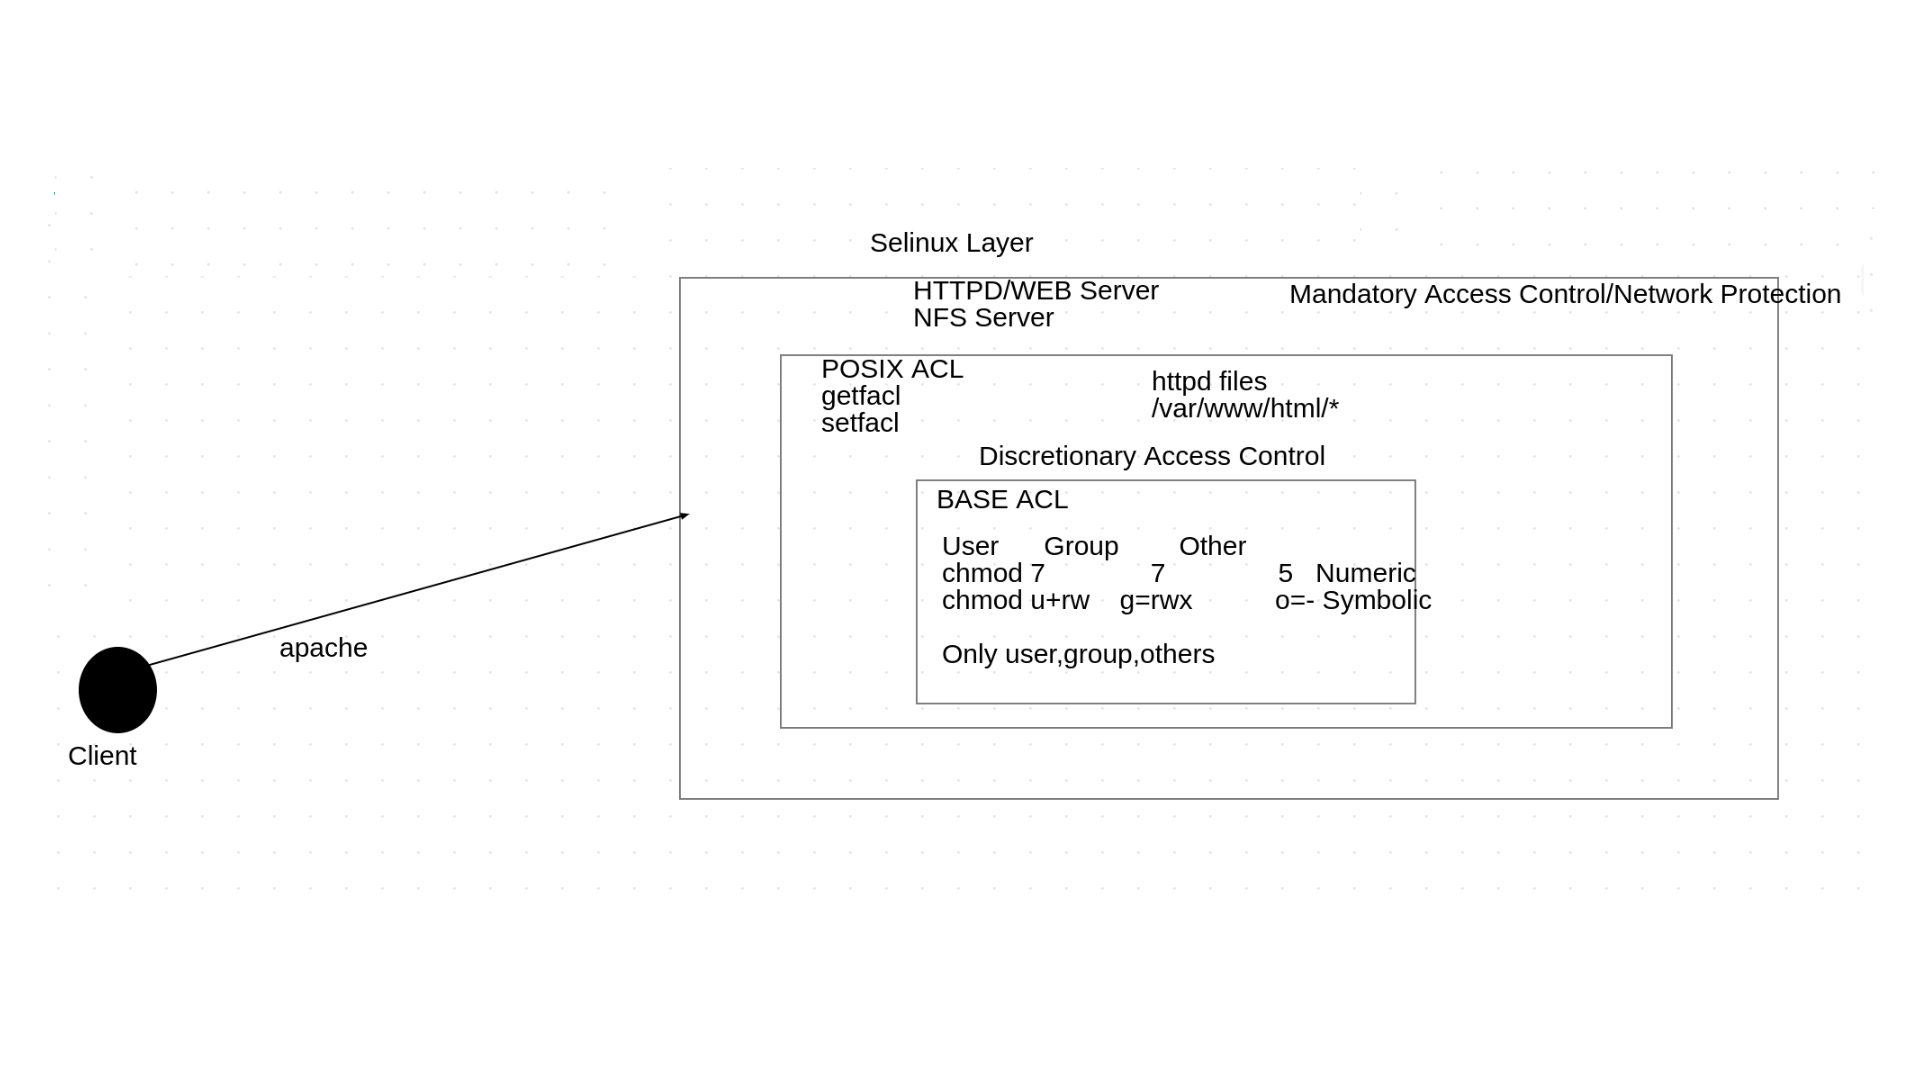 Selinux Layer
HTTPD/WEB Server
NFS Server
Mandatory Access Control/Network Protection
POSIX ACL
getfacl
setfacl
httpd files
/var/www/html/*
Discretionary Access Control
BASE ACL
User Group Other
chmod 7 7 5 Numeric
chmod u+rw g=rwx o=- Symbolic
Only user,group,others
apache
Client